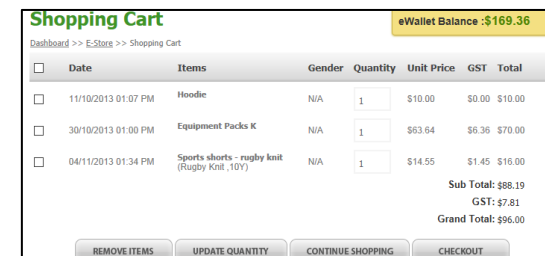 Shopping Cart
eWallet Balance :$169.36
Dashboard >> E-Store >> Shopping Cart
Date Items Gender Quantity Unit Price GST Total
11/10/2013 01:07 PM Hoodie N/A 1 $10.00 $0.00 $10.00
30/10/2013 01:00 PM Equipment Packs K N/A 1 $63.64 $6.36 $70.00
04/11/2013 01:34 PM Sports shorts - rugby knit N/A 1 $14.55 $1.45 $16.00
(Rugby Knit ,10Y)
Sub Total: $88.19
GST: $7.81
Grand Total: $96.00
REMOVE ITEMS UPDATE QUANTITY CONTINUE SHOPPING CHECKOUT